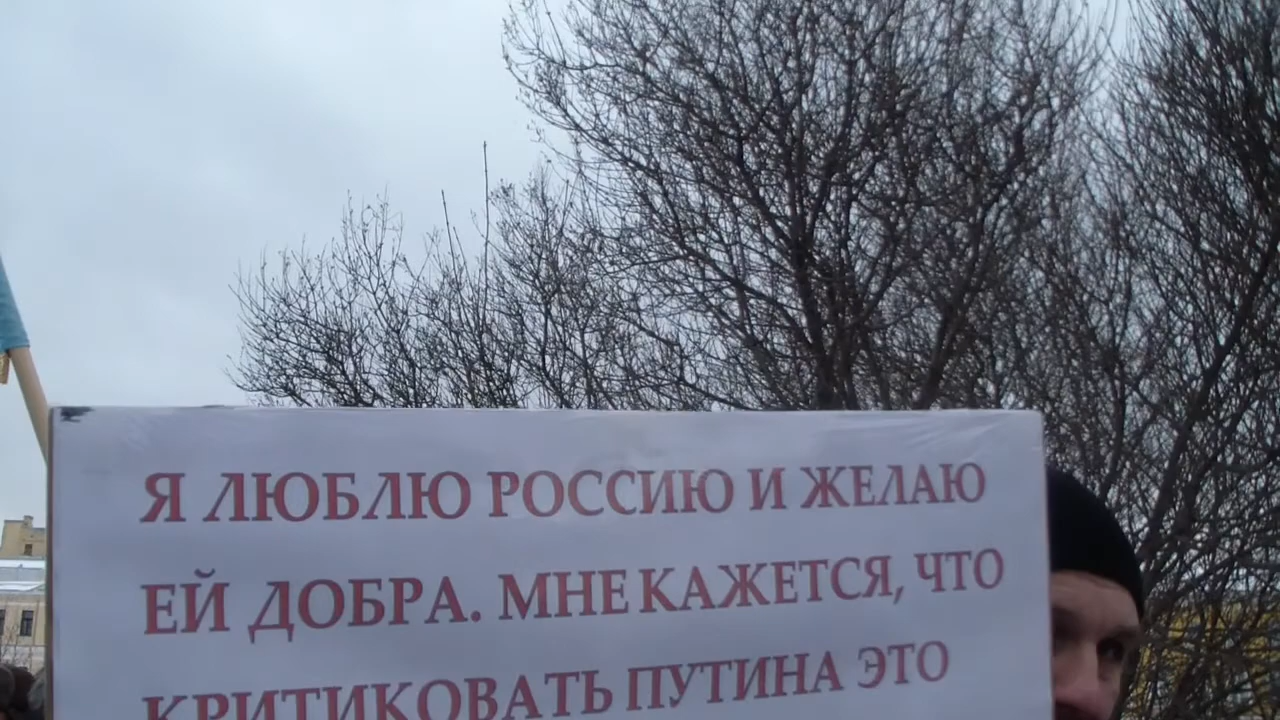 Я ЛЮБЛЮ РОССИЮ И ЖЕЛАЮ
ЕЙ ДОБРА. МНЕ КАЖЕТСЯ, ЧТО
КРИТИКОВАТЬ ПУТИНА ЭТО